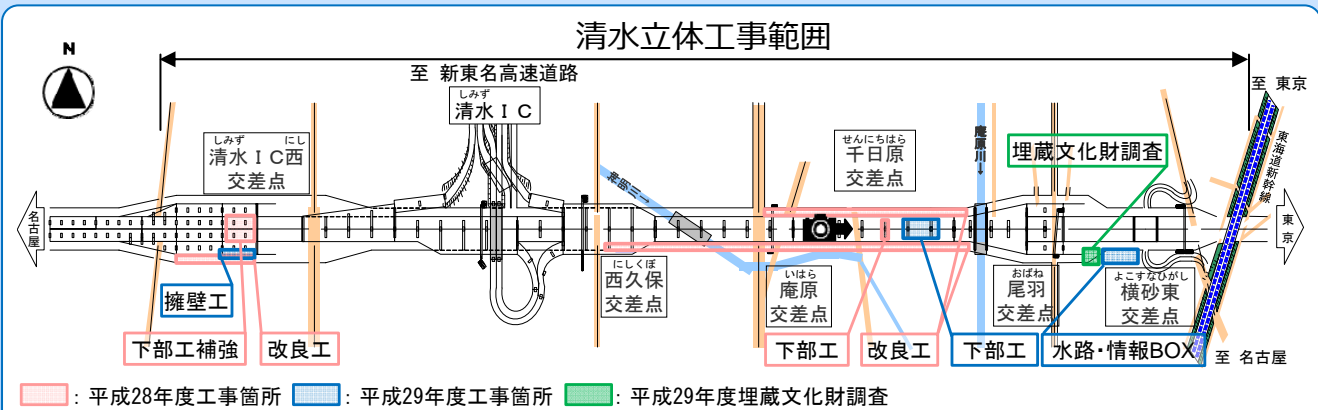 清水立体工事範囲
N
至 新東名高速道路
しみず
清水IC
至 東京
しみず にし
清水IC西
交差点
せんにちはら
千日原
交差点
庵原川→
埋蔵文化財調査
東海道新幹線
名古屋
東京
擁壁工
にしくぼ
西久保
交差点
いはら
庵原
交差点
おばね
尾羽
交差点
よこすなひがし
横砂東
交差点
下部工補強
改良工
下部工
改良工
下部工
水路・情報BOX
至 名古屋
：平成28年度工事箇所
：平成29年度工事箇所
：平成29年度埋蔵文化財調査